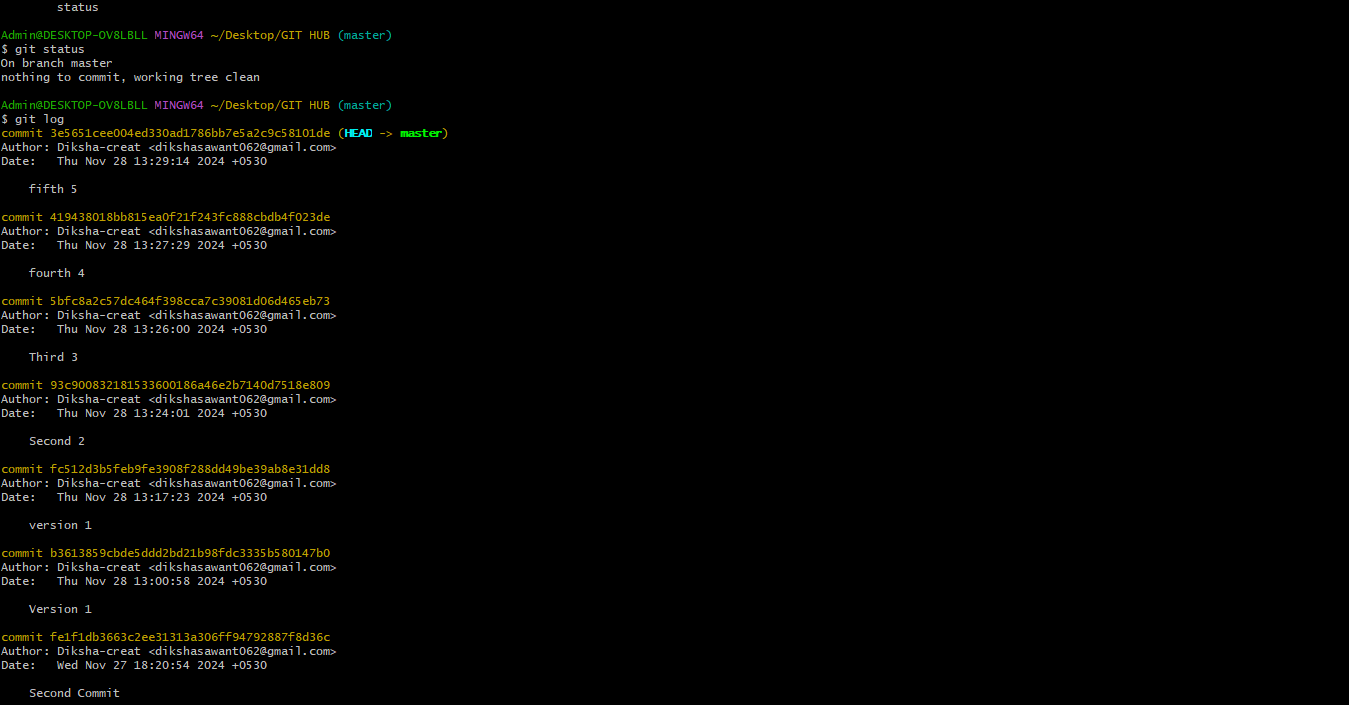 status
Admin@DESKTOP-OV8LBLL MINGW64 ~/Desktop/GIT HUB (master)
$ git status
On branch master
nothing to commit, working tree clean
Admin@DESKTOP-OV8LBLL MINGW64 ~/Desktop/GIT HUB (master)
$ git log
commit 3e5651cee004ed330ad1786bb7e5a2c9c58101de (HEAD -> master)
Author: Diksha-creat <dikshasawant062@gmail.com>
Date:   Thu Nov 28 13:29:14 2024 +0530
fifth 5
commit 419438018bb815ea0f21f243fc888cbdb4f023de
Author: Diksha-creat <dikshasawant062@gmail.com>
Date:   Thu Nov 28 13:27:29 2024 +0530
fourth 4
commit 5bfc8a2c57dc464f398cca7c39081d06d465eb73
Author: Diksha-creat <dikshasawant062@gmail.com>
Date:   Thu Nov 28 13:26:00 2024 +0530
Third 3
commit 93c900832181533600186a46e2b7140d7518e809
Author: Diksha-creat <dikshasawant062@gmail.com>
Date:   Thu Nov 28 13:24:01 2024 +0530
Second 2
commit fc512d3b5feb9fe3908f288dd49be39ab8e31dd8
Author: Diksha-creat <dikshasawant062@gmail.com>
Date:   Thu Nov 28 13:17:23 2024 +0530
version 1
commit b3613859cbde5ddd2bd21b98fdc3335b580147b0
Author: Diksha-creat <dikshasawant062@gmail.com>
Date:   Thu Nov 28 13:00:58 2024 +0530
Version 1
commit fe1f1db3663c2ee31313a306ff94792887f8d36c
Author: Diksha-creat <dikshasawant062@gmail.com>
Date:   Wed Nov 27 18:20:54 2024 +0530
Second Commit